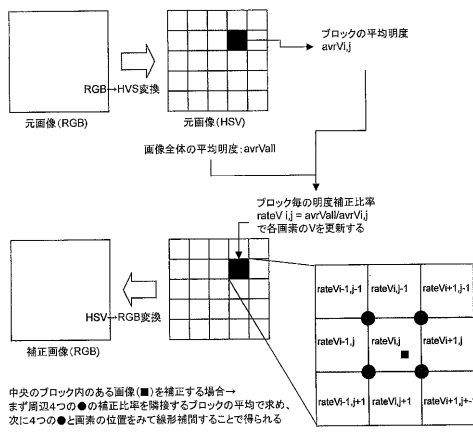 ブロックの平均明度
avrVi,j
RGB→HVS変換
元画像(RGB)
元画像(HSV)
画像全体の平均明度:avrVall
ブロック毎の明度補正比率
rateV i,j = avrVall/avrVi,j
で各画素のVを更新する
HSV→RGB変換
補正画像(RGB)
rateVi-1,j-1 rateVi,j-1 rateVi+1,j-1
rateVi-1,j rateVi,j rateVi+1,j
rateVi-1,j+1 rateVi,j+1 rateVi+1,j+1
中央のブロック内のある画像(■)を補正する場合→
まず周辺4つの●の補正比率を隣接するブロックの平均で求め、
次に4つの●と画素の位置をみて線形補間することで得られる